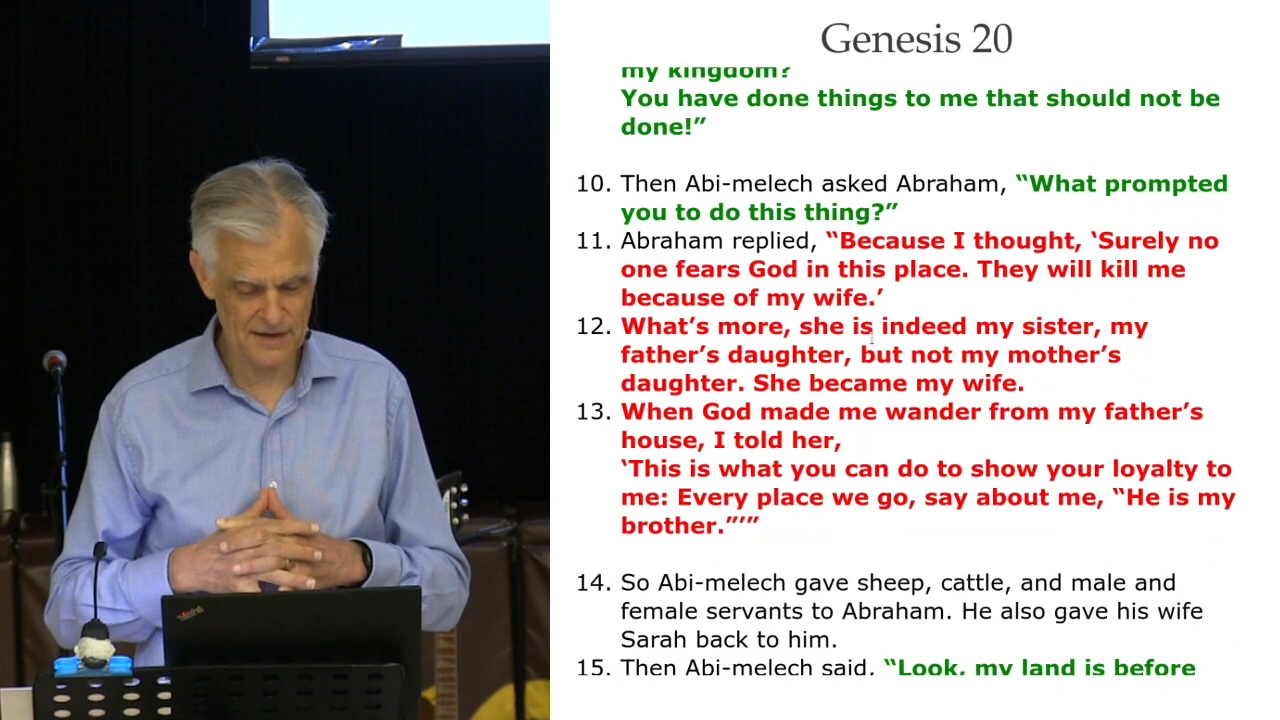 Genesis 20
my kingdom?
You have done things to me that should not be
done!”
10. Then Abi-melech asked Abraham, “What prompted
you to do this thing?”
11. Abraham replied, “Because I thought, ‘Surely no
one fears God in this place. They will kill me
because of my wife.’
12. What’s more, she is indeed my sister, my
father’s daughter, but not my mother’s
daughter. She became my wife.
13. When God made me wander from my father’s
house, I told her,
‘This is what you can do to show your loyalty to
me: Every place we go, say about me, “He is my
brother.”’”
14. So Abi-melech gave sheep, cattle, and male and
female servants to Abraham. He also gave his wife
Sarah back to him.
15. Then Abi-melech said, “Look, my land is before
ThinkPad